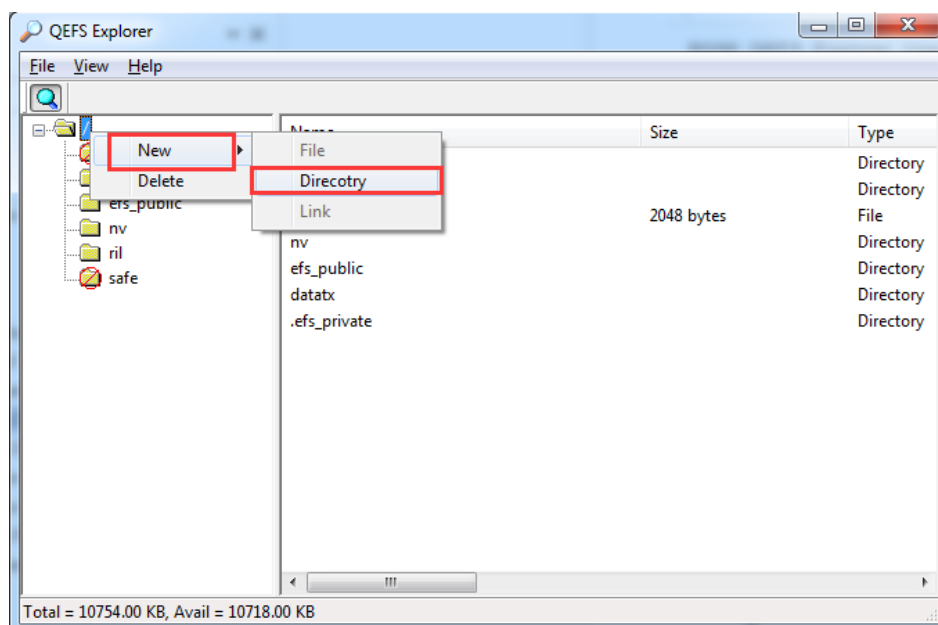 QEFS Explorer
File View Help
/
New
Delete
File
Direcotry
Link
efs_public
nv
ril
safe
Size Type
Directory
Directory
2048 bytes File
nv Directory
efs_public Directory
datatx Directory
.efs_private Directory
Total = 10754.00 KB, Avail = 10718.00 KB